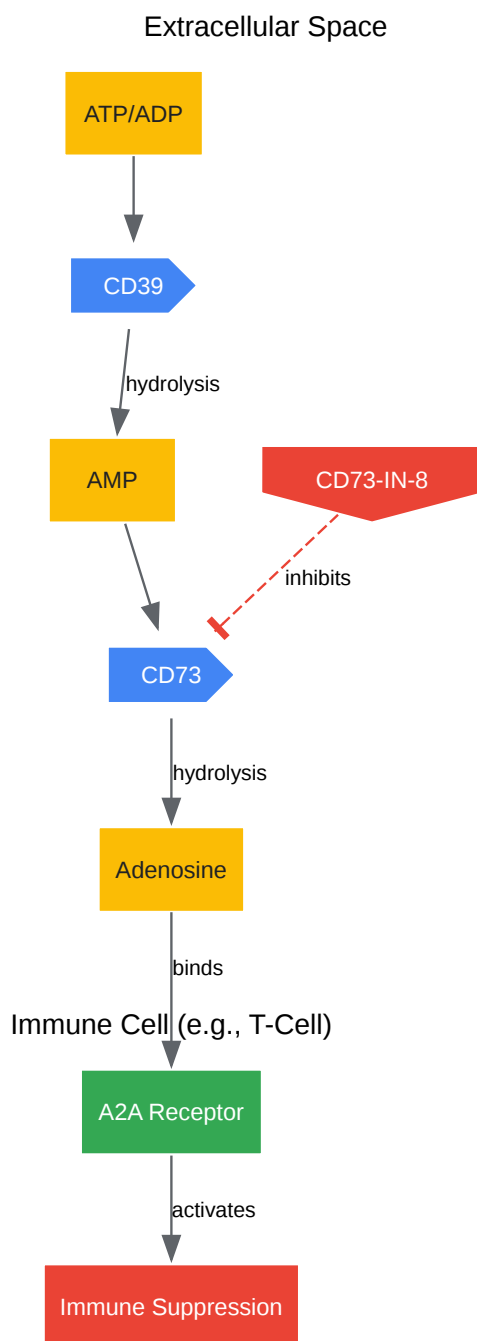 Extracellular Space
ATP/ADP
CD39
hydrolysis
AMP
CD73-IN-8
inhibits
CD73
hydrolysis
Adenosine
binds
Immune Cell (e.g., T-Cell)
A2A Receptor
activates
Immune Suppression